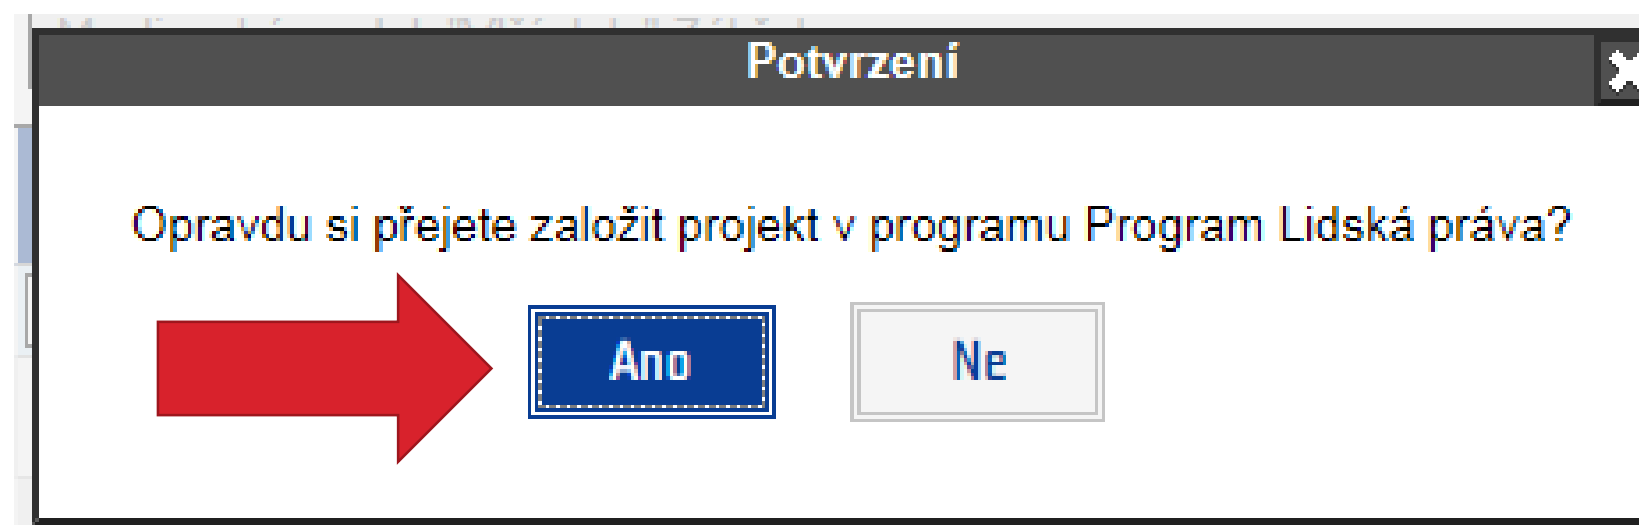 Potvrzení
Opravdu si přejete založit projekt v programu Program Lidská práva?
Ano
Ne